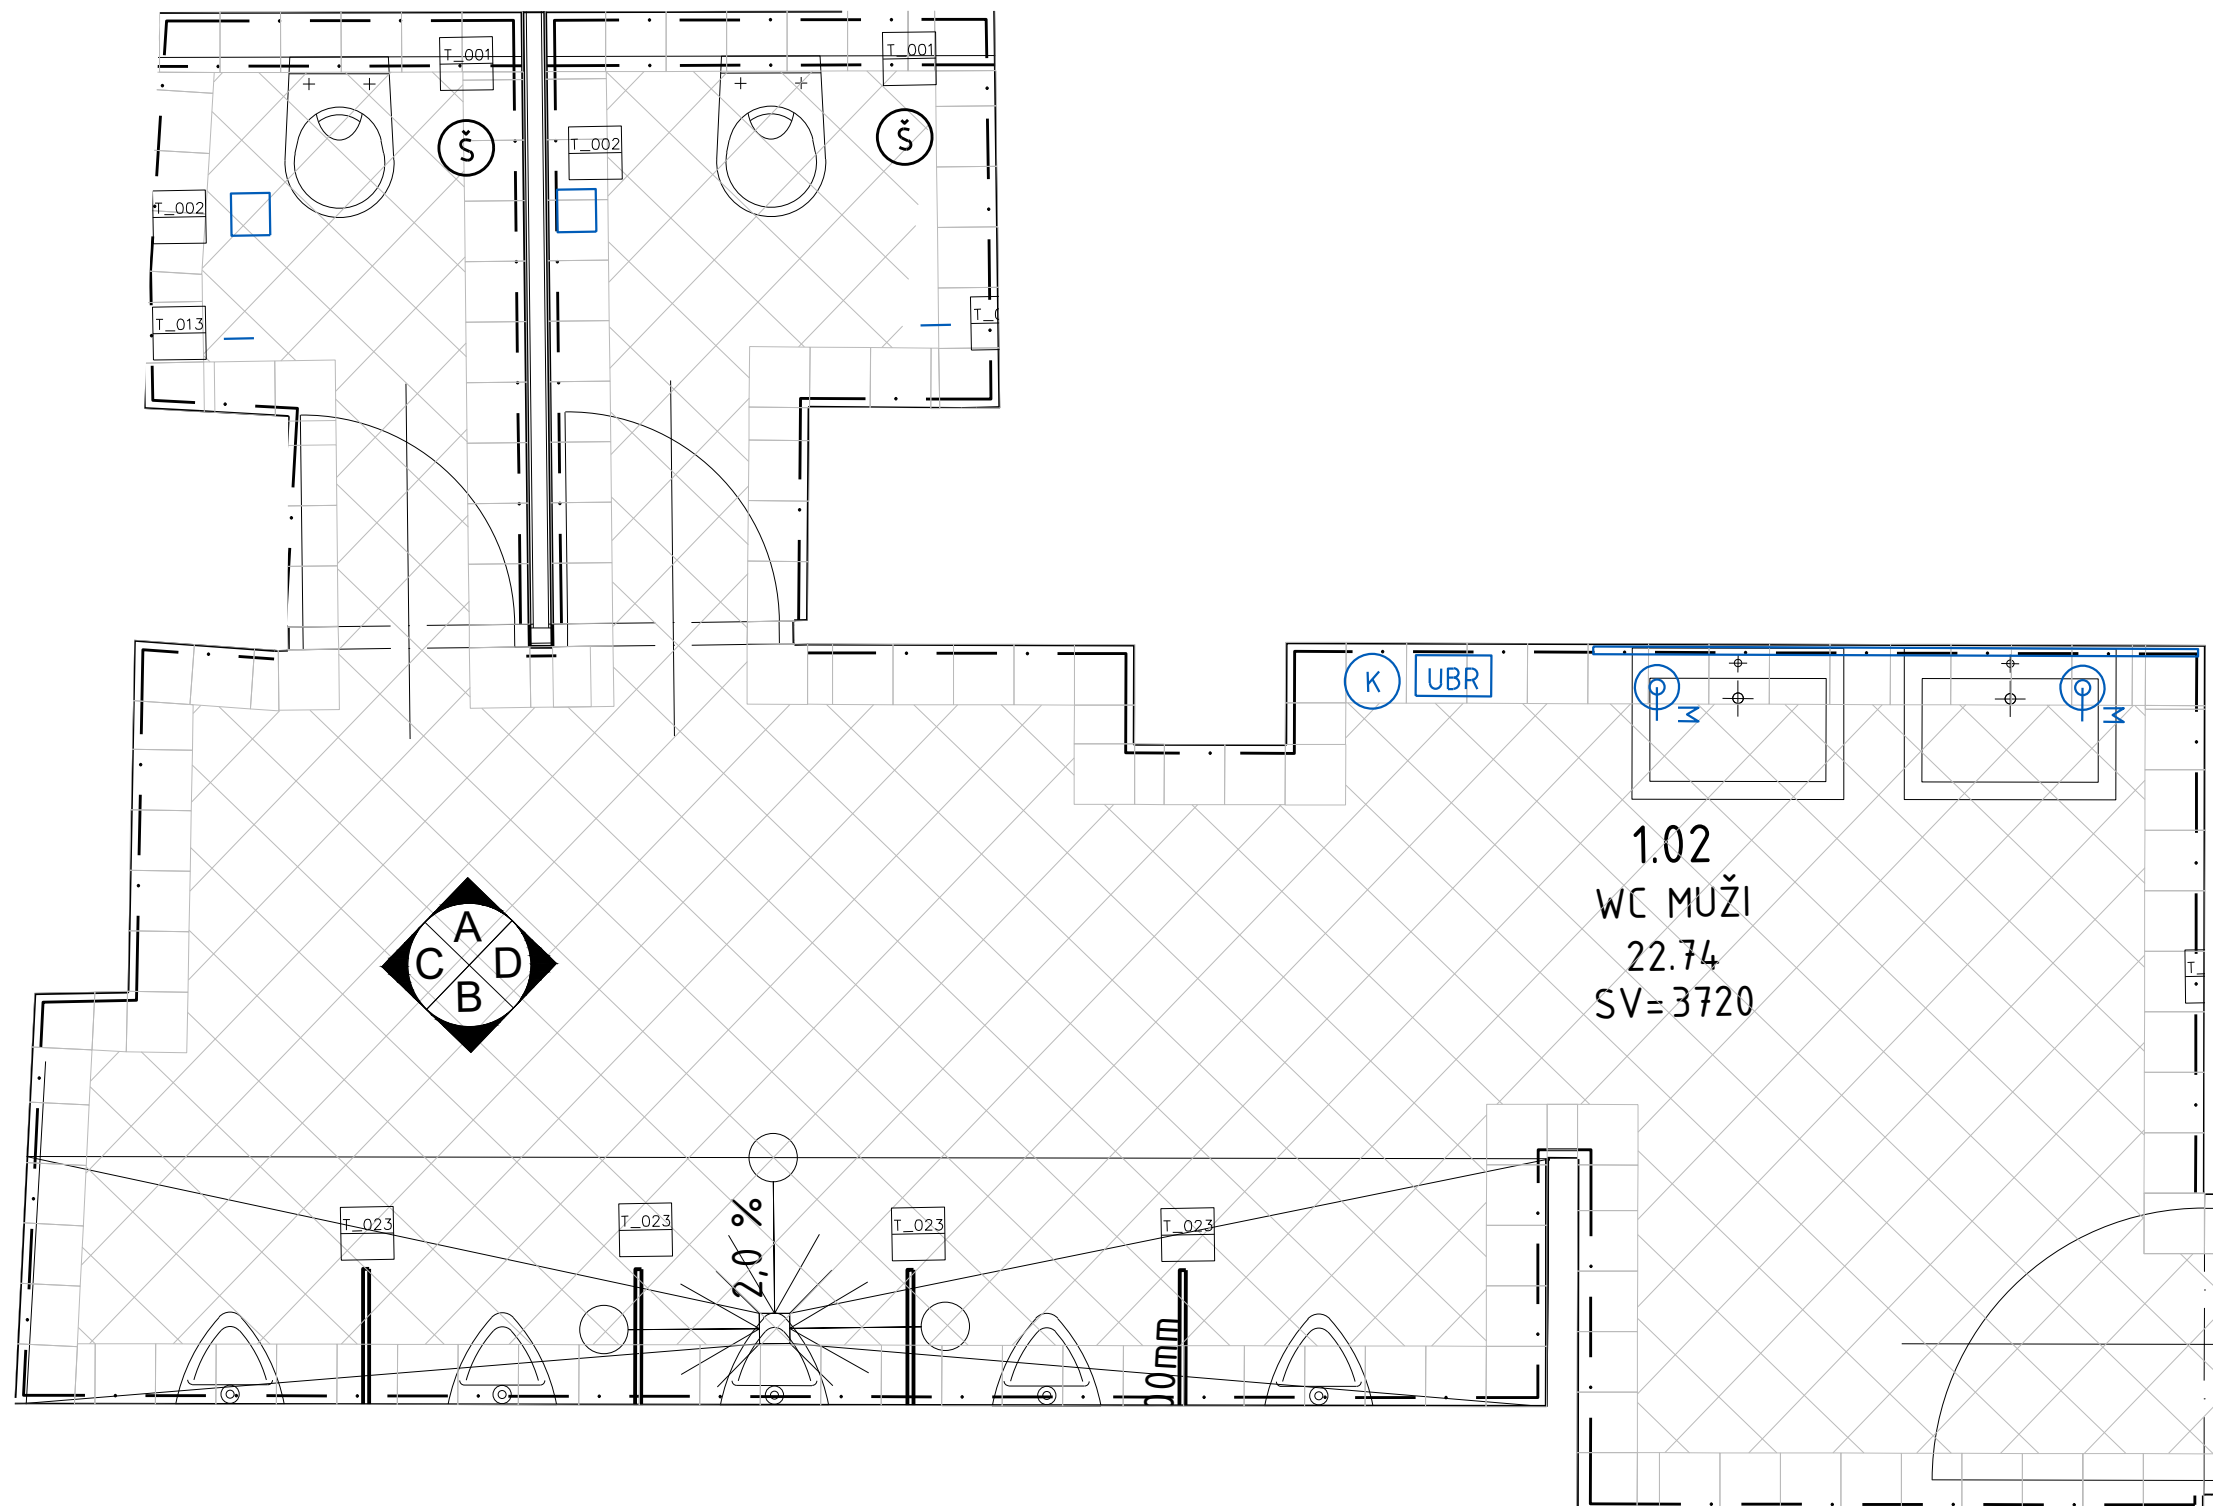 T_001
T_001
Š
Š
T_002
T_002
T_013
K
UBR
M
M
1.02
WC MUŽI
22.74
SV=3720
A
C D
B
T_023
T_023
T_023
T_023
2,0 %